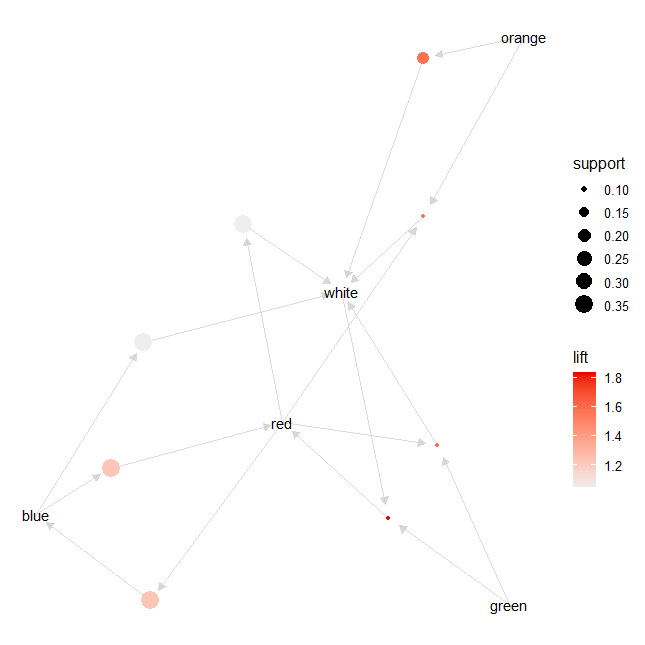 orange
support
0.10
0.15
0.20
0.25
0.30
0.35
white
lift
1.8
1.6
1.4
1.2
red
blue
green